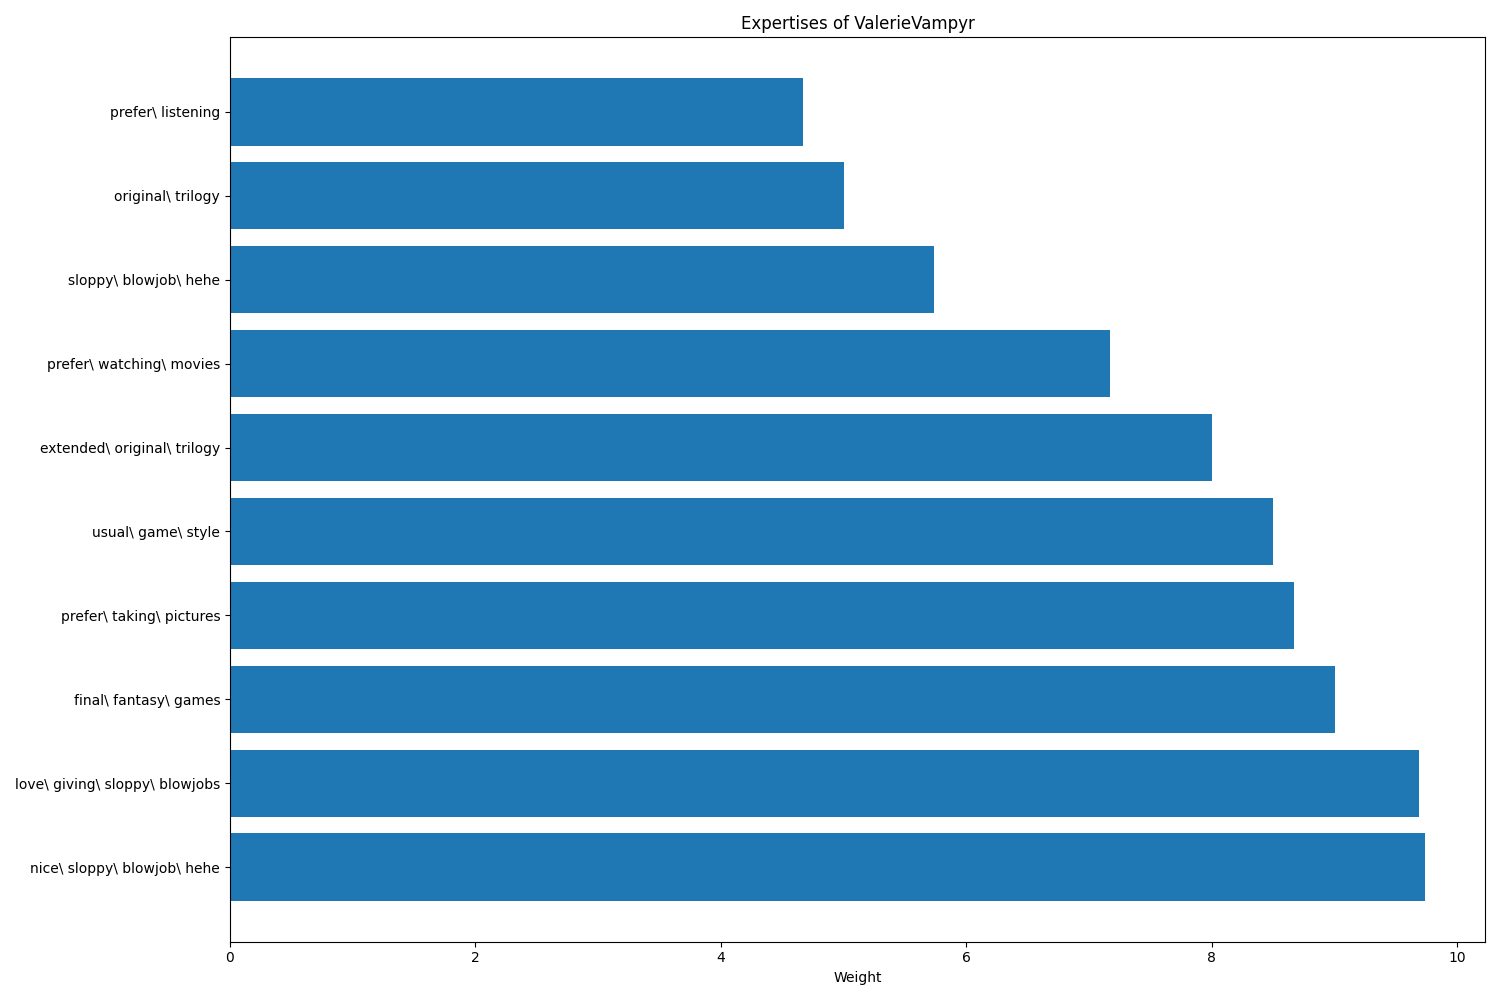 Expertises of ValerieVampyr
prefer\ listening
original\ trilogy
sloppy\ blowjob\ hehe
prefer\ watching\ movies
extended\ original\ trilogy
usual\ game\ style
prefer\ taking\ pictures
final\ fantasy\ games
love\ giving\ sloppy\ blowjobs
nice\ sloppy\ blowjob\ hehe
0 2 4 6 8 10
Weight